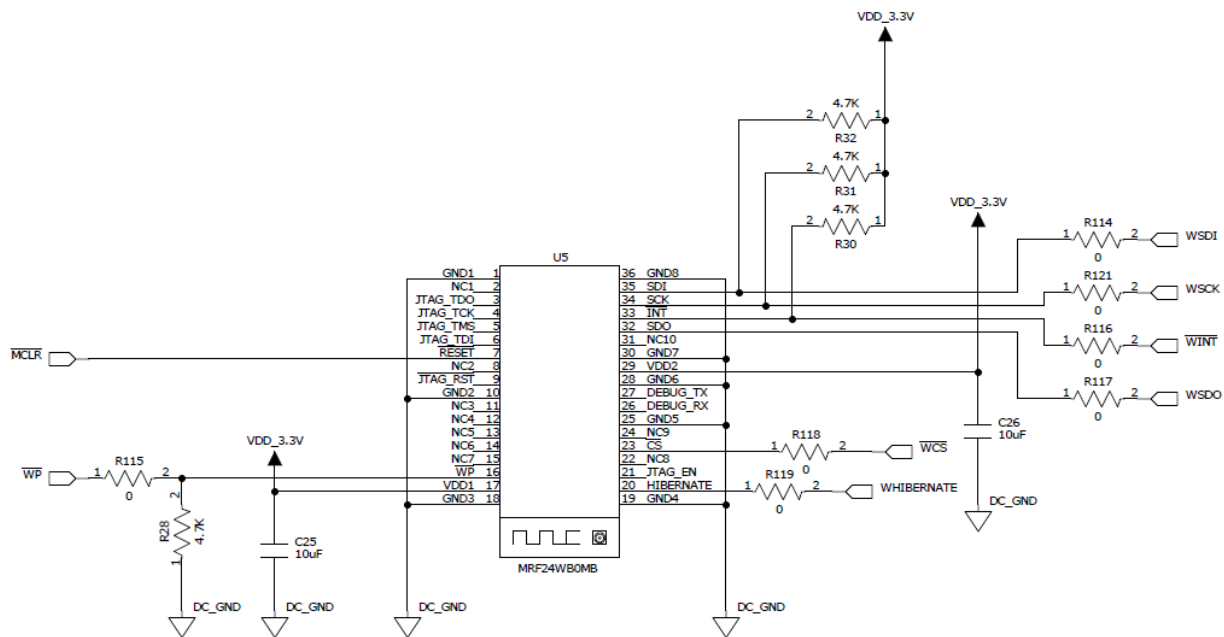 VDD_3.3V
4.7K
2 1
R32
4.7K
2 1
R31
4.7K
2 1
R30
VDD_3.3V
R114
1 2 WSDI
0
R121
1 2 WSCK
0
R116
1 2 WINT
0
R117
1 2 WSDO
0
C26
10uF
DC_GND
U5
GND1 1 36 GND8
NC1 2 35 SDI
JTAG_TDO 3 34 SCK
JTAG_TCK 4 33 INT
JTAG_TMS 5 32 SDO
JTAG_TDI 6 31 NC10
MCLR RESET 7 30 GND7
NC2 8 29 VDD2
JTAG_RST 9 28 GND6
GND2 10 27 DEBUG_TX
NC3 11 26 DEBUG_RX
NC4 12 25 GND5
NC5 13 24 NC9
NC6 14 23 CS
NC7 15 22 NC8
WP 16 21 JTAG_EN
VDD1 17 20 HIBERNATE
GND3 18 19 GND4
MRF24WB0MB
R118
1 2 WCS
0
R119
1 2 WHIBERNATE
0
VDD_3.3V
R115
WP 1 2
0
2
R28
4.7K
1
C25
10uF
DC_GND
DC_GND
DC_GND
DC_GND